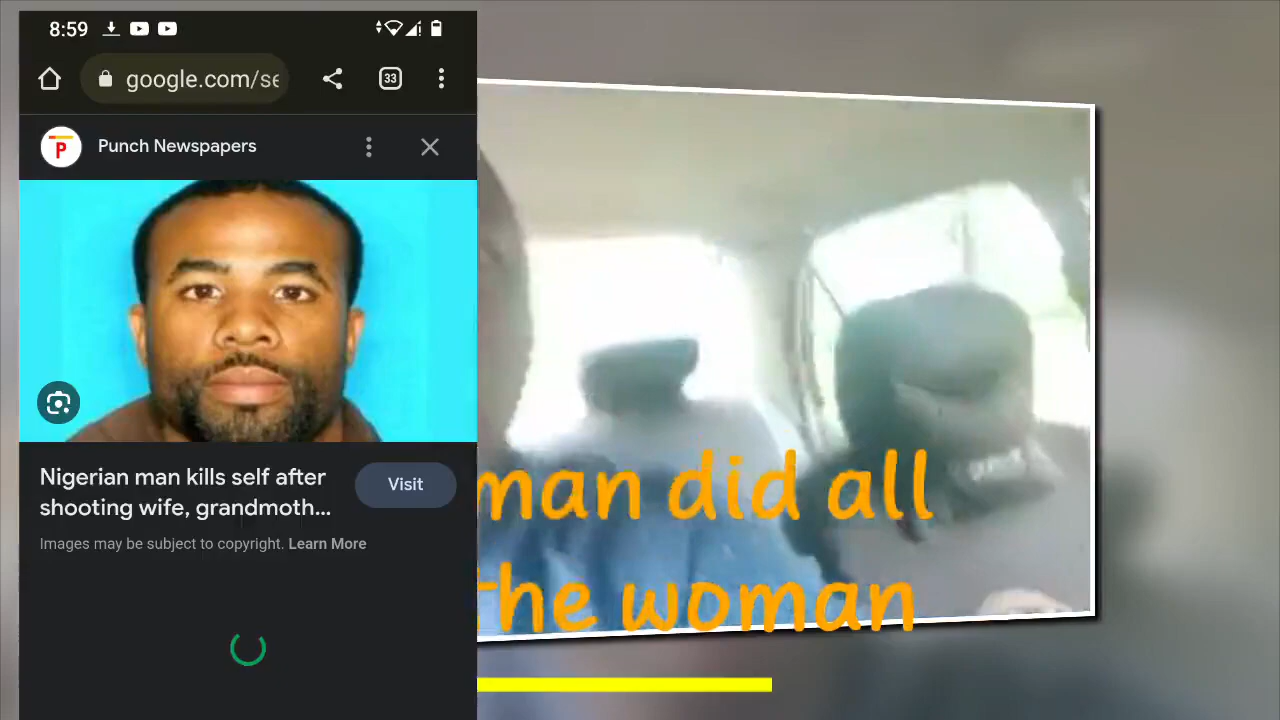 8:59
google.com/se
33
P
Punch Newspapers
Nigerian man kills self after
shooting wife, grandmoth...
Visit
Images may be subject to copyright. Learn More
man did all
the woman